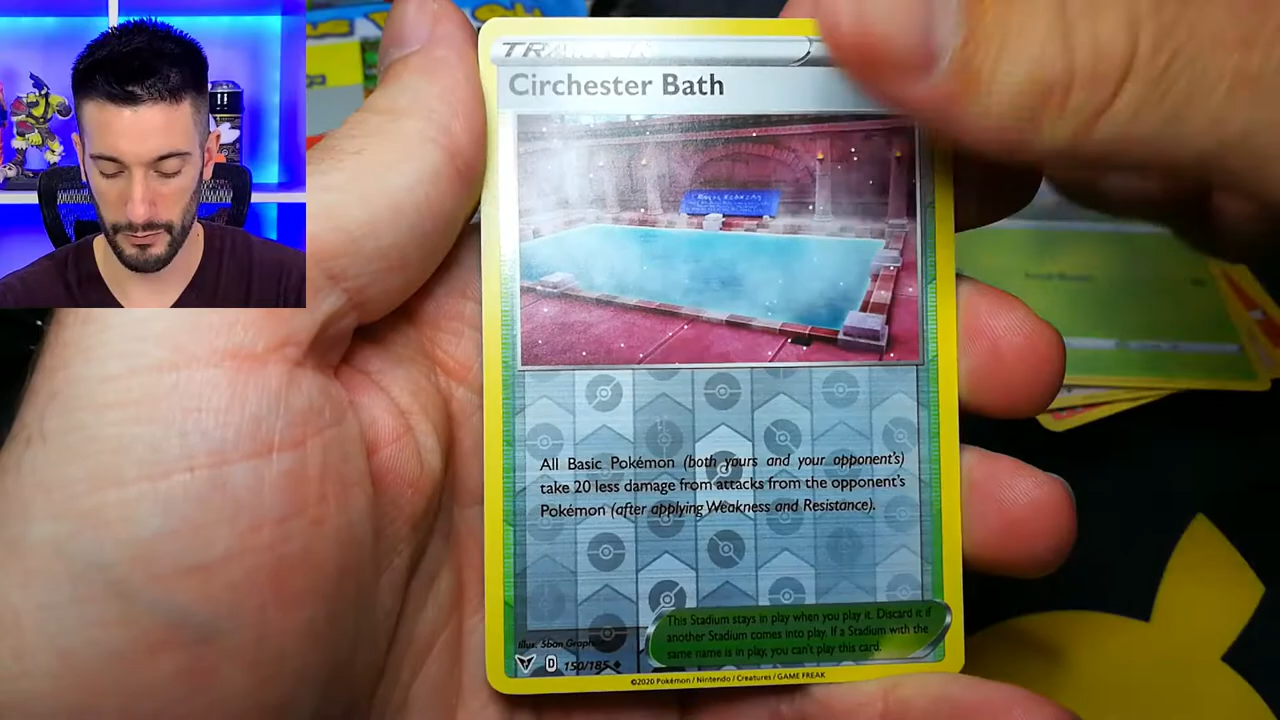 Circhester Bath
All Basic Pokémon (both yours and your opponent's)
take 20 less damage from attacks from the opponent's
Pokémon (after applying Weakness and Resistance).
This Stadium stays in play when you play it. Discard it if
another Stadium comes into play. If a Stadium with the
same name is in play, you can't play this card.
Illus. Sban
D 150/185
©2020 Pokémon / Nintendo / Creatures / GAME FREAK